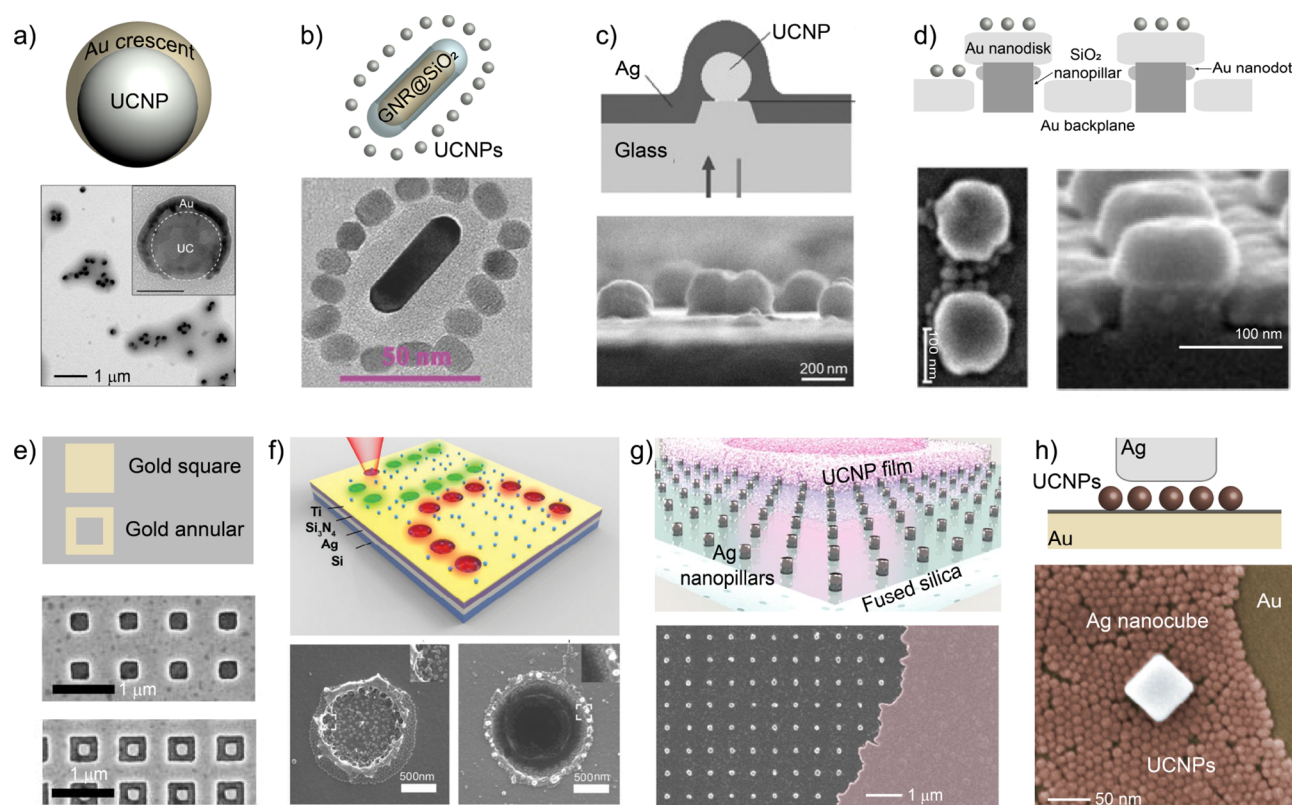 a)
Au crescent
UCNP
Au
UC
1 μm
b)
GNR@SiO₂
UCNPs
50 nm
c)
UCNP
Ag
Glass
200 nm
d)
Au nanodisk
SiO₂
nanopillar
Au nanodot
Au backplane
100 nm
100 nm
e)
Gold square
Gold annular
1 μm
1 μm
f)
Ti
Si₃N₄
Ag
Si
500nm
500nm
g)
UCNP film
Ag
nanopillars
Fused silica
1 μm
h)
Ag
UCNPs
Au
Au
Ag nanocube
UCNPs
50 nm